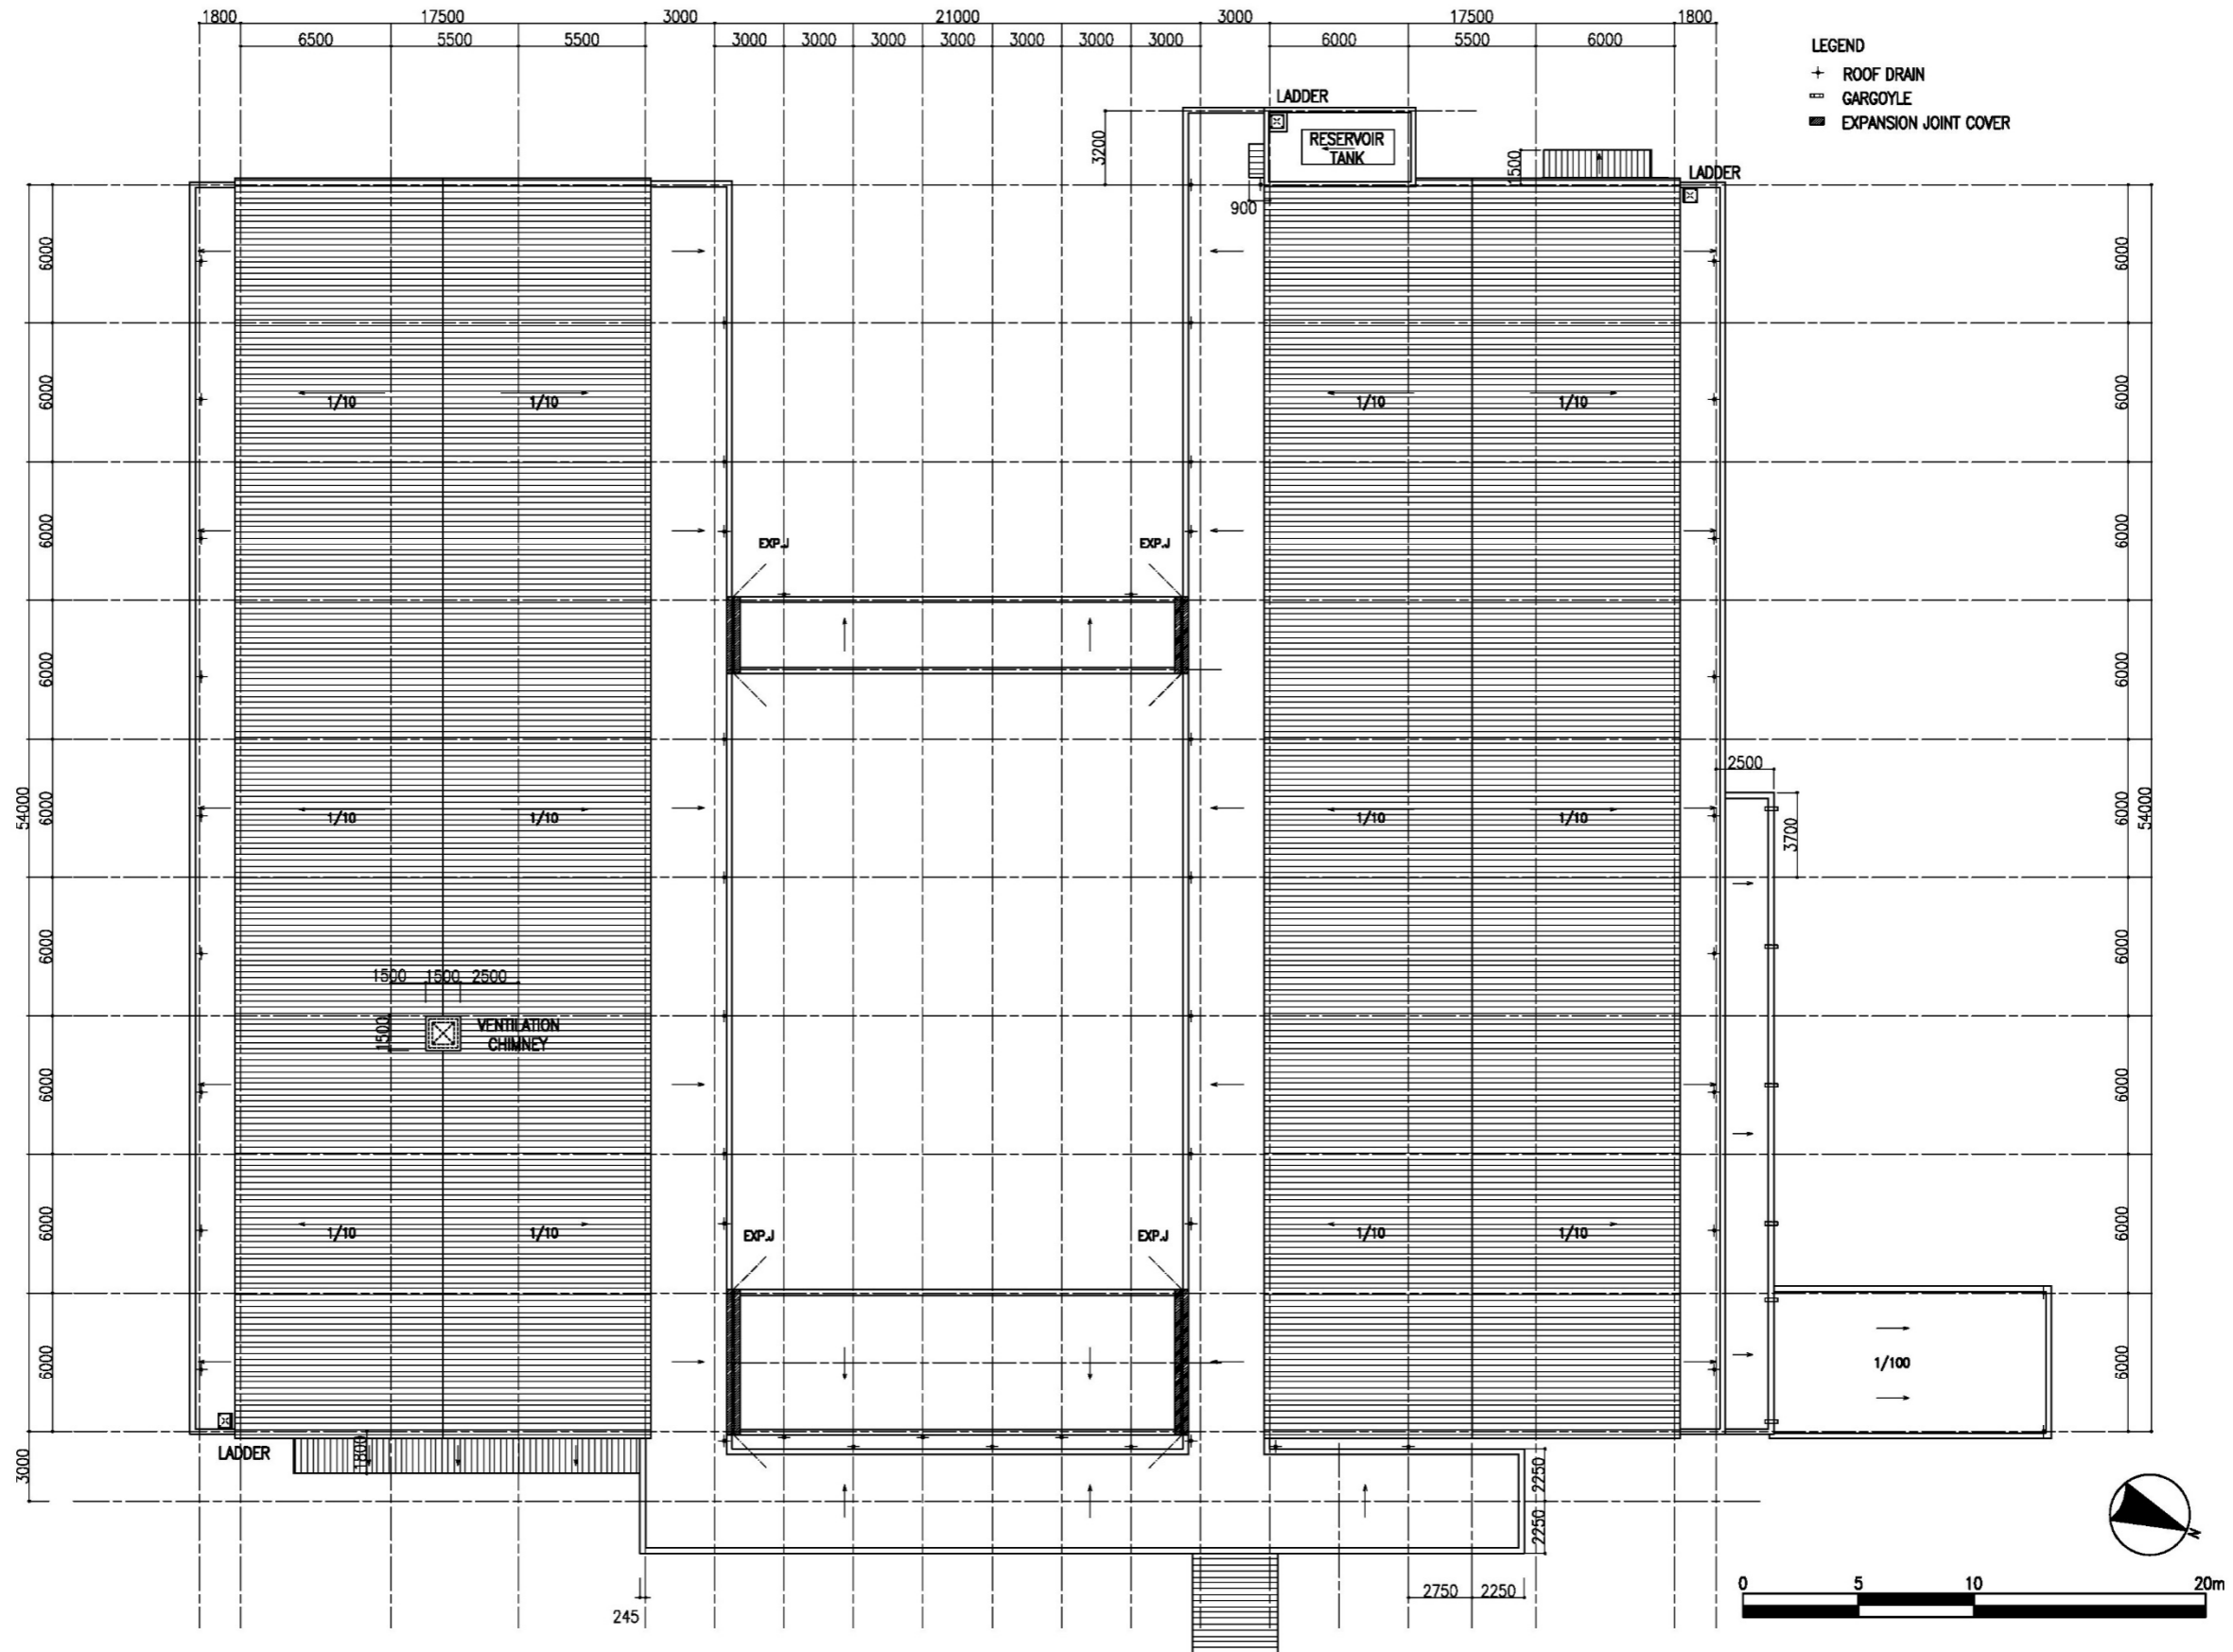 1800 17500 3000 21000 3000 17500 1800
6500 5500 5500 3000 3000 3000 3000 3000 3000 3000 6000 5500 6000
LEGEND
ROOF DRAIN
GARGOYLE
EXPANSION JOINT COVER
LADDER
3200
RESERVOIR
TANK
1500
LADDER
900
6000 6000
6000 6000
1/10 1/10 1/10 1/10
6000 6000
EXP.J EXP.J
6000 6000
2500
54000 6000 6000 54000
1/10 1/10 1/10 1/10
3700
6000 6000
1500 1500 2500
1500
VENTILATION
CHIMNEY
6000 6000
6000 6000
1/10 1/10 1/10 1/10
EXP.J EXP.J
6000 6000
1/100
LADDER
1800
3000
2250
2250
N
0 5 10 20m
2750 2250
245